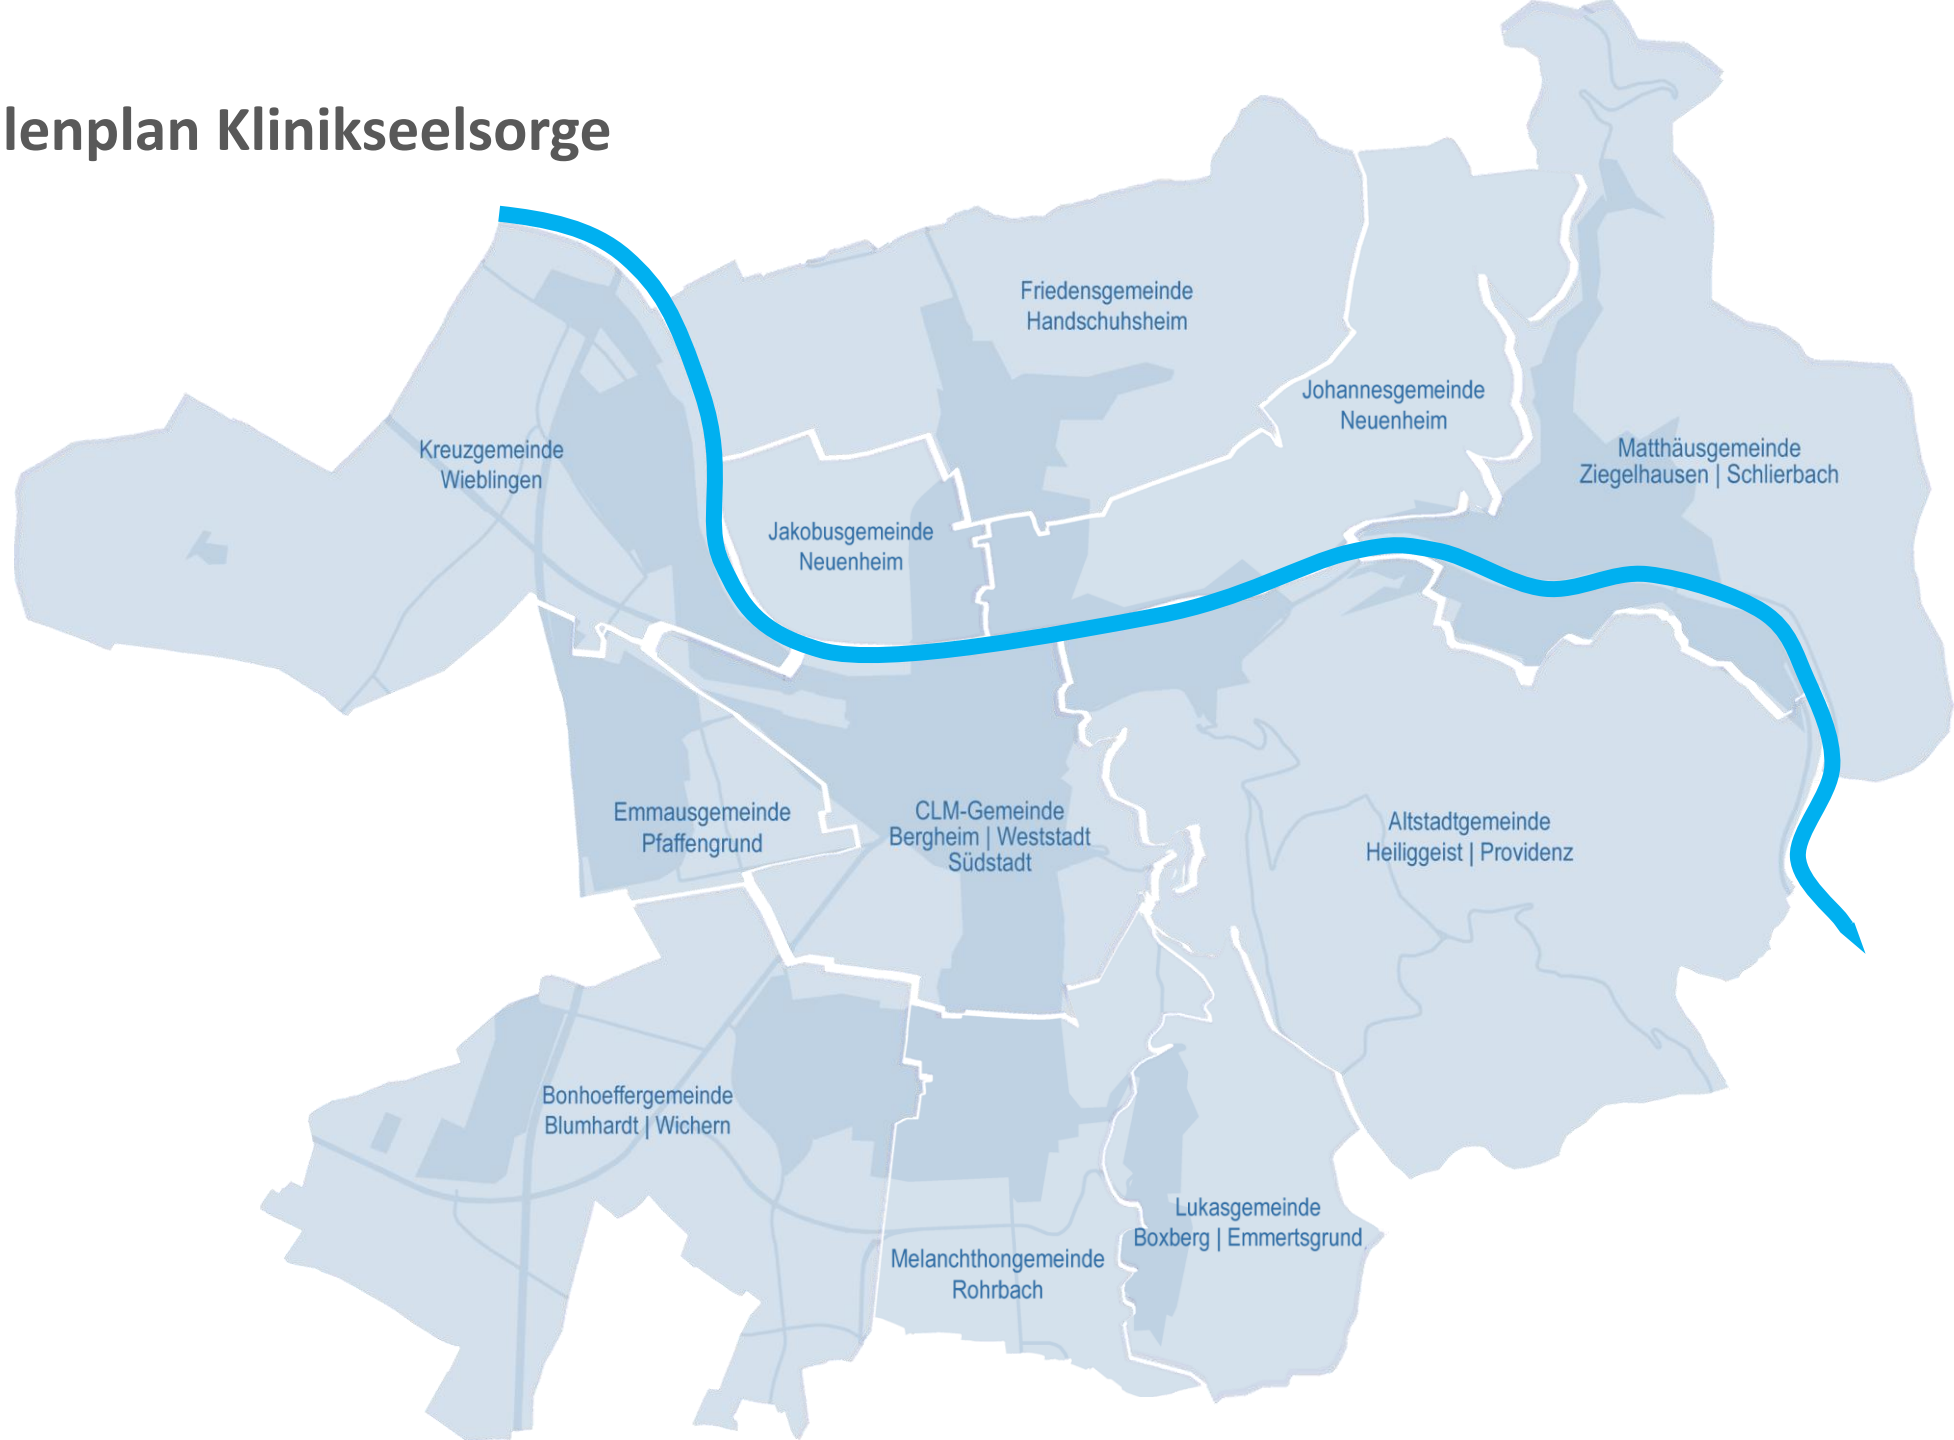 lenplan Klinikseelsorge
Friedensgemeinde
Handschuhsheim
Johannesgemeinde
Neuenheim
Kreuzgemeinde
Wieblingen
Matthäusgemeinde
Ziegelhausen | Schlierbach
Jakobusgemeinde
Neuenheim
Emmausgemeinde
Pfaffengrund
CLM-Gemeinde
Bergheim | Weststadt
Südstadt
Altstadtgemeinde
Heiliggeist | Providenz
Bonhoeffergemeinde
Blumhardt | Wichern
Lukasgemeinde
Boxberg | Emmertsgrund
Melanchthongemeinde
Rohrbach